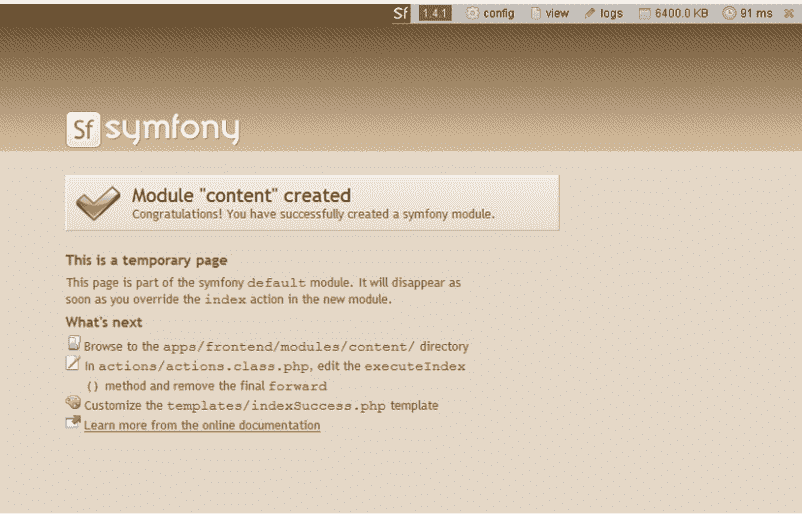 Sf 1.4.1 config view logs 6400.0 KB 91 ms
Sf symfony
Module "content" created
Congratulations! You have successfully created a symfony module.
This is a temporary page
This page is part of the symfony default module. It will disappear as
soon as you override the index action in the new module.
What's next
Browse to the apps/frontend/modules/content/ directory
In actions/actions.class.php, edit the executeIndex
() method and remove the final forward
Customize the templates/indexSuccess.php template
Learn more from the online documentation